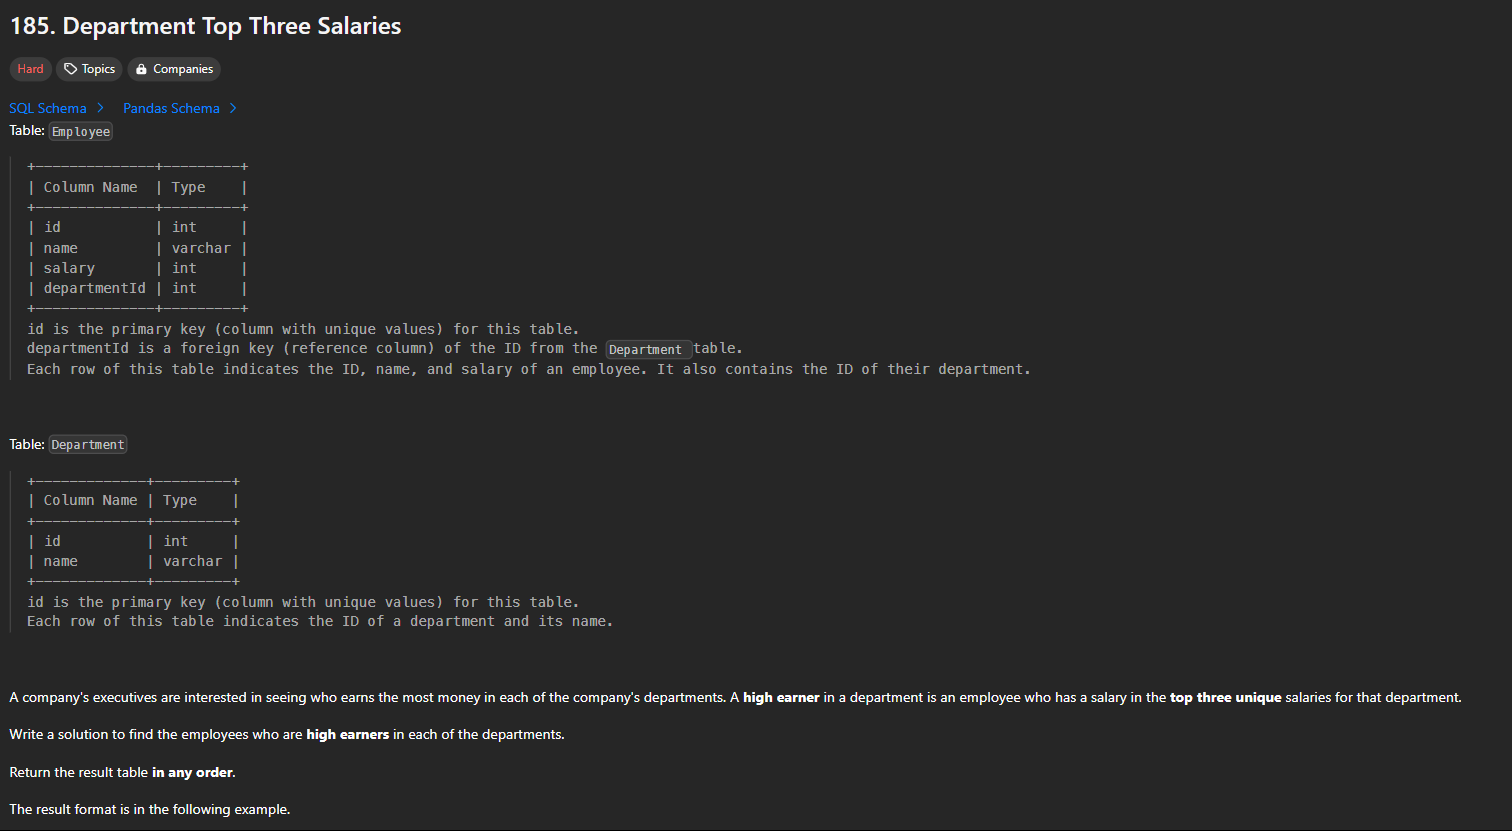 185. Department Top Three Salaries
Hard Topics Companies
SQL Schema > Pandas Schema >
Table: Employee
+--------------+---------+
| Column Name  | Type    |
+--------------+---------+
| id           | int     |
| name         | varchar |
| salary       | int     |
| departmentId | int     |
+--------------+---------+
id is the primary key (column with unique values) for this table.
departmentId is a foreign key (reference column) of the ID from the Department table.
Each row of this table indicates the ID, name, and salary of an employee. It also contains the ID of their department.
Table: Department
+-------------+---------+
| Column Name | Type    |
+-------------+---------+
| id          | int     |
| name        | varchar |
+-------------+---------+
id is the primary key (column with unique values) for this table.
Each row of this table indicates the ID of a department and its name.
A company's executives are interested in seeing who earns the most money in each of the company's departments. A high earner in a department is an employee who has a salary in the top three unique salaries for that department.
Write a solution to find the employees who are high earners in each of the departments.
Return the result table in any order.
The result format is in the following example.